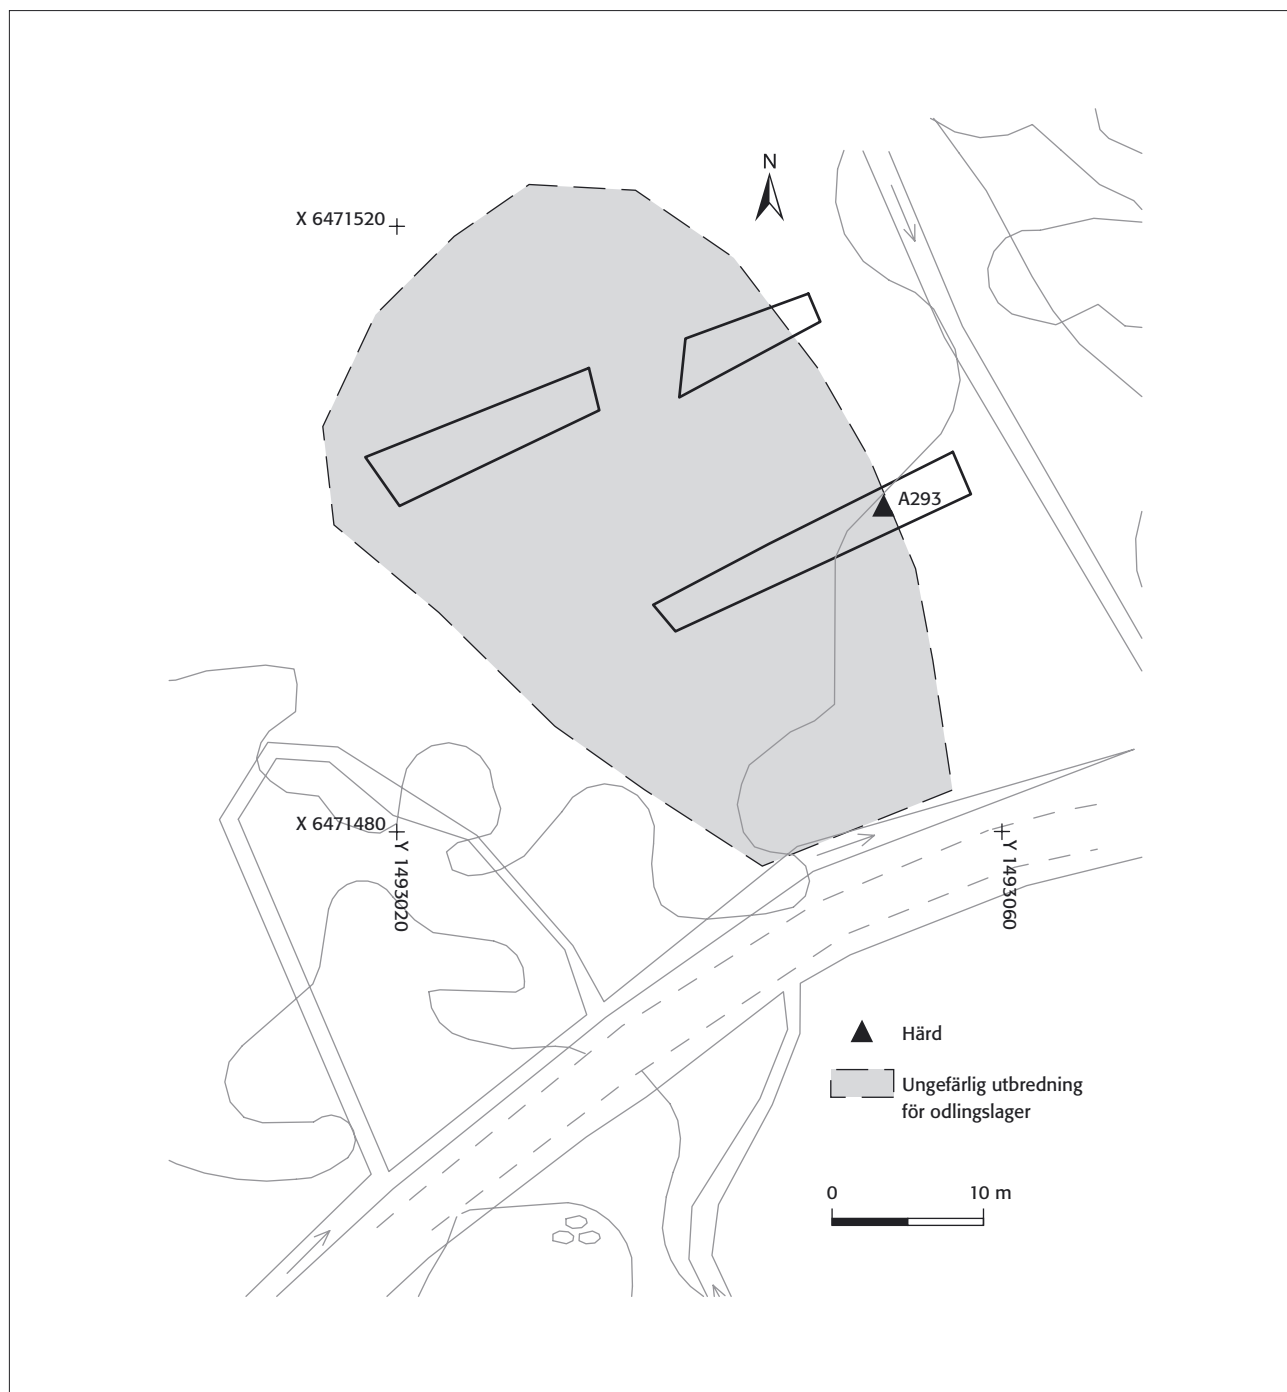 N
X 6471520
A293
X 6471480
Y 1493020
Y 1493060
Härd
Ungefärlig utbredning
för odlingslager
0 10 m